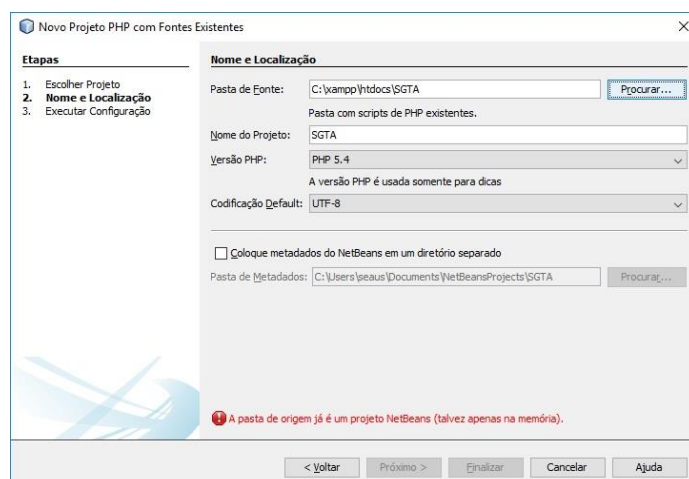 Novo Projeto PHP com Fontes Existentes
Etapas
1. Escolher Projeto
2. Nome e Localização
3. Executar Configuração
Nome e Localização
Pasta de Fonte: C:\xampp\htdocs\SGTA Procurar...
Pasta com scripts de PHP existentes.
Nome do Projeto: SGTA
Versão PHP: PHP 5.4
A versão PHP é usada somente para dicas
Codificação Default: UTF-8
Coloque metadados do NetBeans em um diretório separado
Pasta de Metadados: C:\Users\seaus\Documents\NetBeansProjects\SGTA Procurar...
A pasta de origem já é um projeto NetBeans (talvez apenas na memória).
< Voltar Próximo > Finalizar Cancelar Ajuda